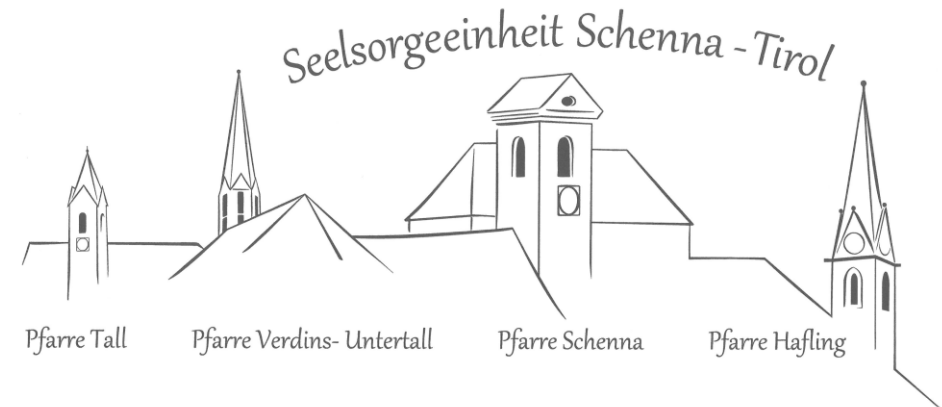 Seelsorgeeinheit Schenna - Tirol
Pfarre Tall
Pfarre Verdins- Untertall
Pfarre Schenna
Pfarre Hafling